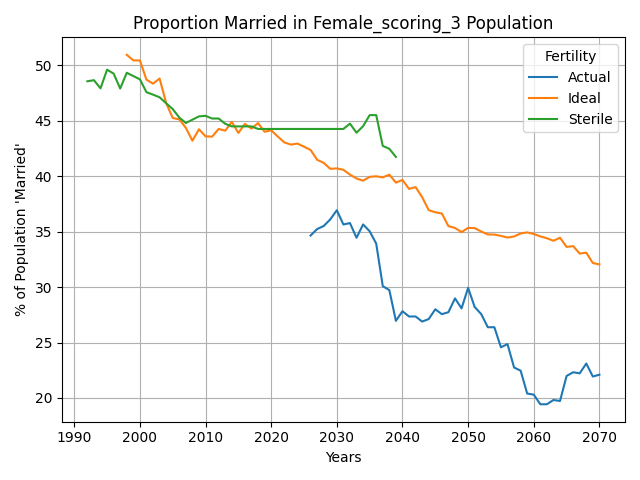 Proportion Married in Female_scoring_3 Population
Fertility
Actual
Ideal
Sterile
% of Population 'Married'
50
45
40
35
30
25
20
1990 2000 2010 2020 2030 2040 2050 2060 2070
Years